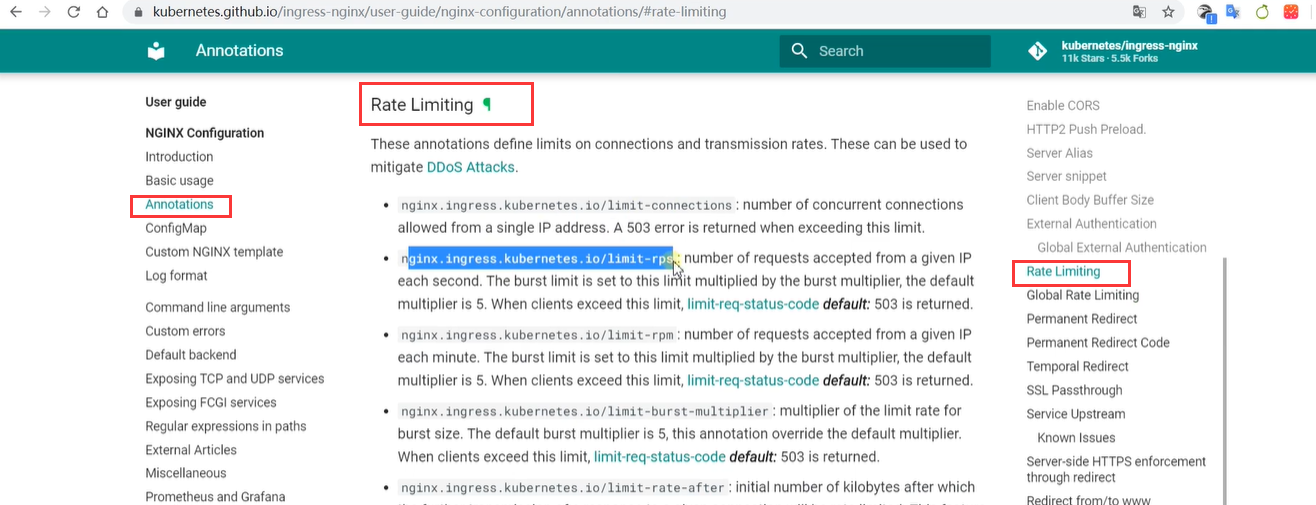 kubernetes.github.io/ingress-nginx/user-guide/nginx-configuration/annotations/#rate-limiting
Annotations
Search
kubernetes/ingress-nginx
11k Stars · 5.5k Forks
User guide
NGINX Configuration
Introduction
Basic usage
Annotations
ConfigMap
Custom NGINX template
Log format
Command line arguments
Custom errors
Default backend
Exposing TCP and UDP services
Exposing FCGI services
Regular expressions in paths
External Articles
Miscellaneous
Prometheus and Grafana
Rate Limiting ¶
These annotations define limits on connections and transmission rates. These can be used to
mitigate DDoS Attacks.
• nginx.ingress.kubernetes.io/limit-connections : number of concurrent connections
allowed from a single IP address. A 503 error is returned when exceeding this limit.
• nginx.ingress.kubernetes.io/limit-rps : number of requests accepted from a given IP
each second. The burst limit is set to this limit multiplied by the burst multiplier, the default
multiplier is 5. When clients exceed this limit, limit-req-status-code default: 503 is returned.
• nginx.ingress.kubernetes.io/limit-rpm : number of requests accepted from a given IP
each minute. The burst limit is set to this limit multiplied by the burst multiplier, the default
multiplier is 5. When clients exceed this limit, limit-req-status-code default: 503 is returned.
• nginx.ingress.kubernetes.io/limit-burst-multiplier : multiplier of the limit rate for
burst size. The default burst multiplier is 5, this annotation override the default multiplier.
When clients exceed this limit, limit-req-status-code default: 503 is returned.
• nginx.ingress.kubernetes.io/limit-rate-after : initial number of kilobytes after which
Enable CORS
HTTP2 Push Preload.
Server Alias
Server snippet
Client Body Buffer Size
External Authentication
Global External Authentication
Rate Limiting
Global Rate Limiting
Permanent Redirect
Permanent Redirect Code
Temporal Redirect
SSL Passthrough
Service Upstream
Known Issues
Server-side HTTPS enforcement
through redirect
Redirect from/to www